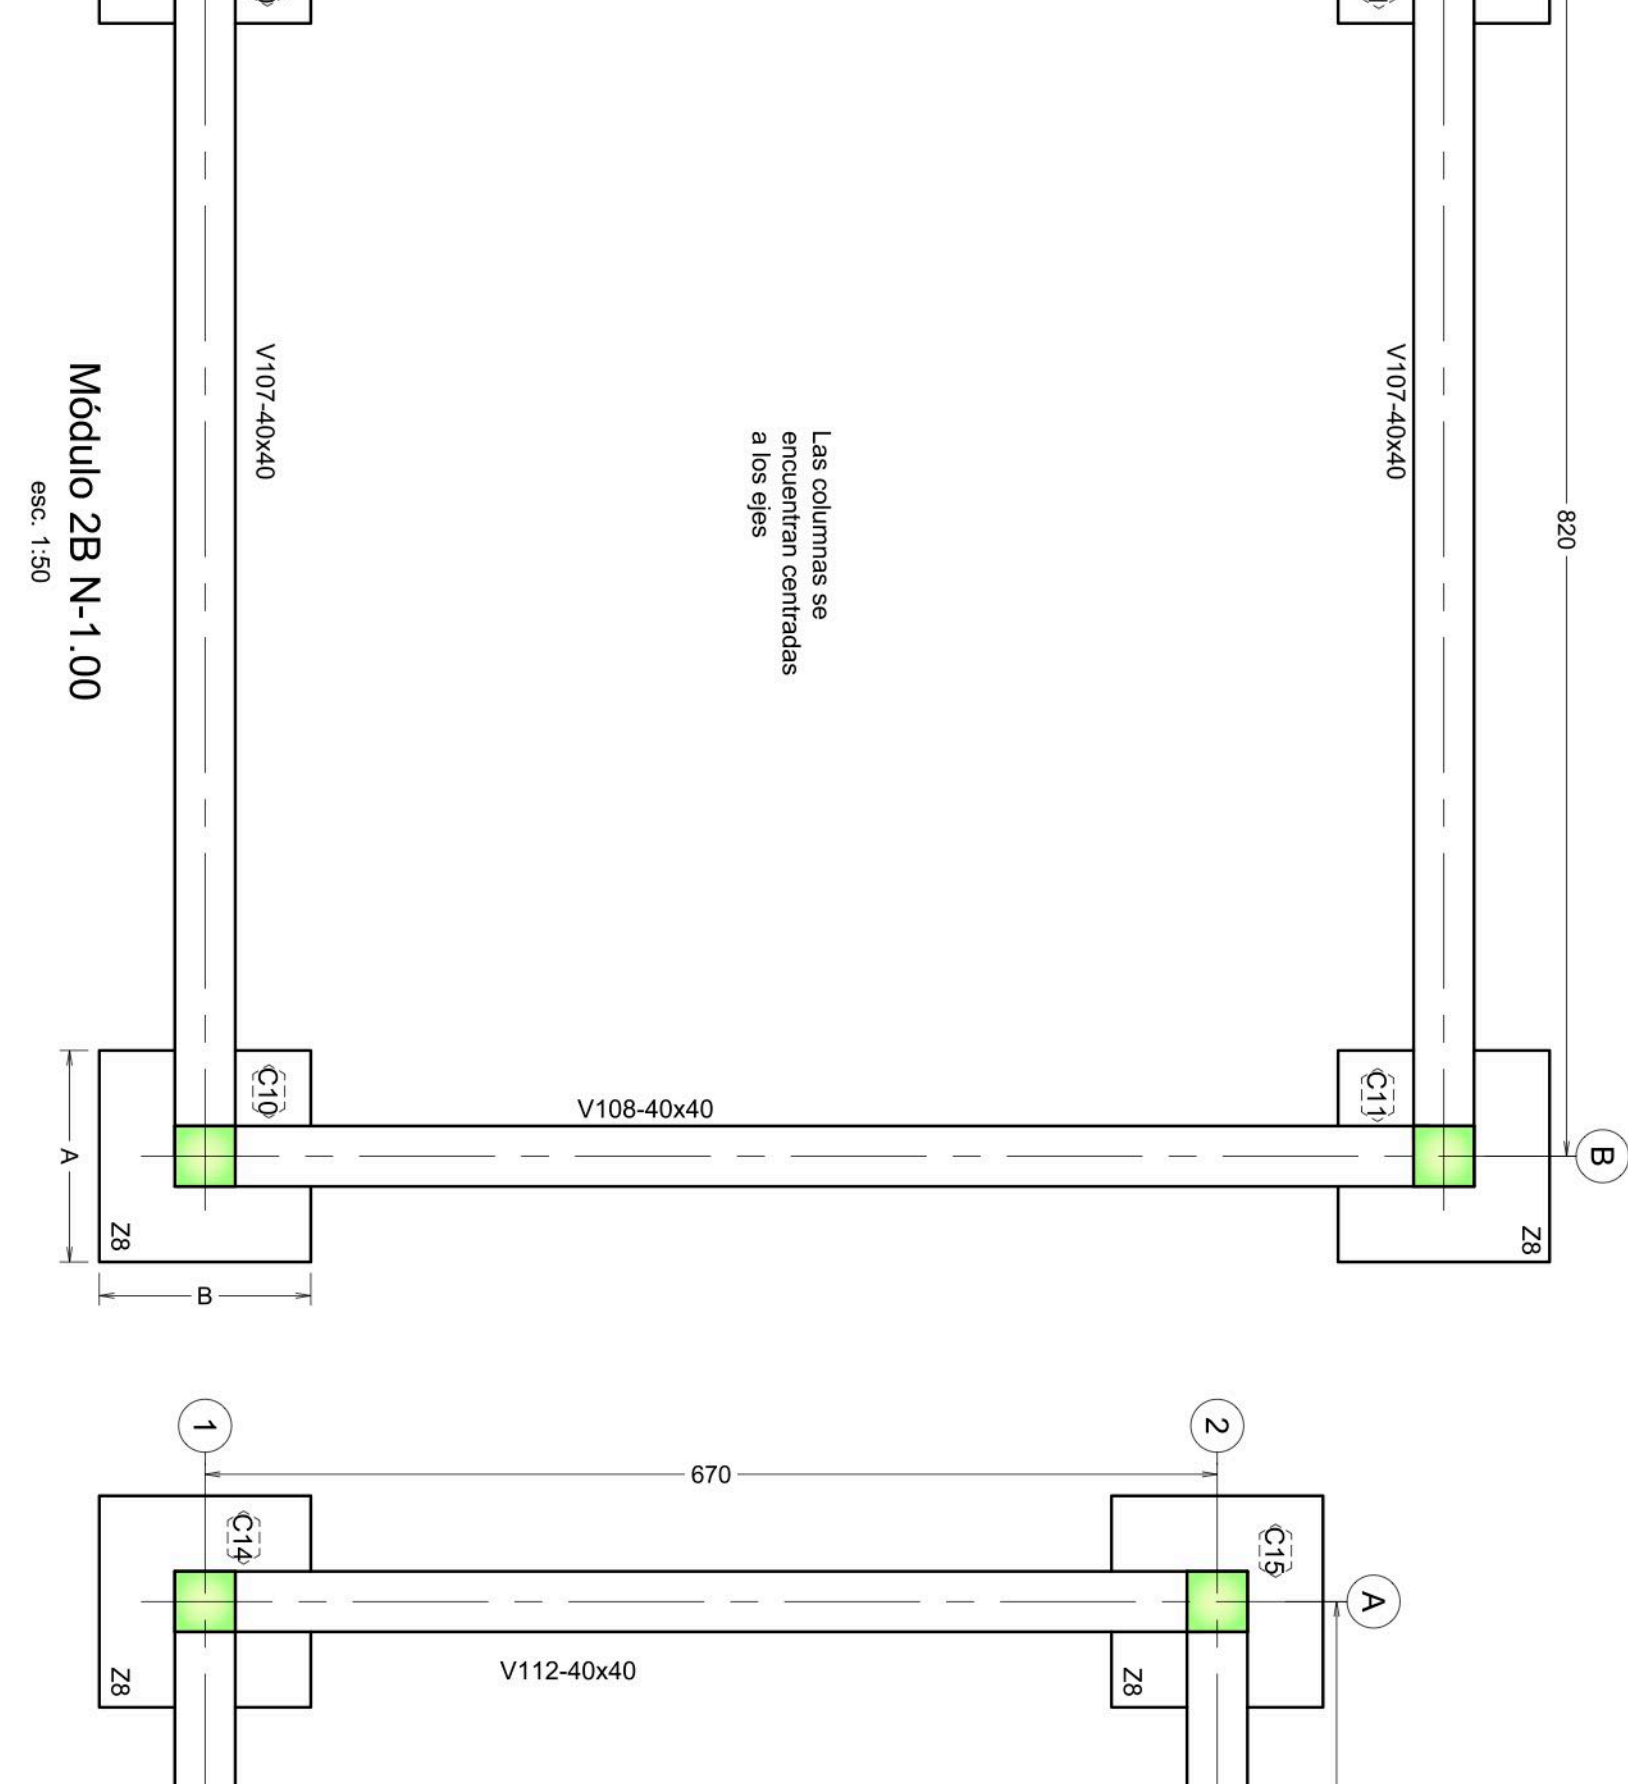 V107-40x40
V107-40x40
820
Las columnas se
encuentran centradas
a los ejes
Módulo 2B N-1.00
esc. 1:50
C10
C11
V108-40x40
B
A
Z8
Z8
B
1
2
670
C14
C15
A
V112-40x40
Z8
Z8